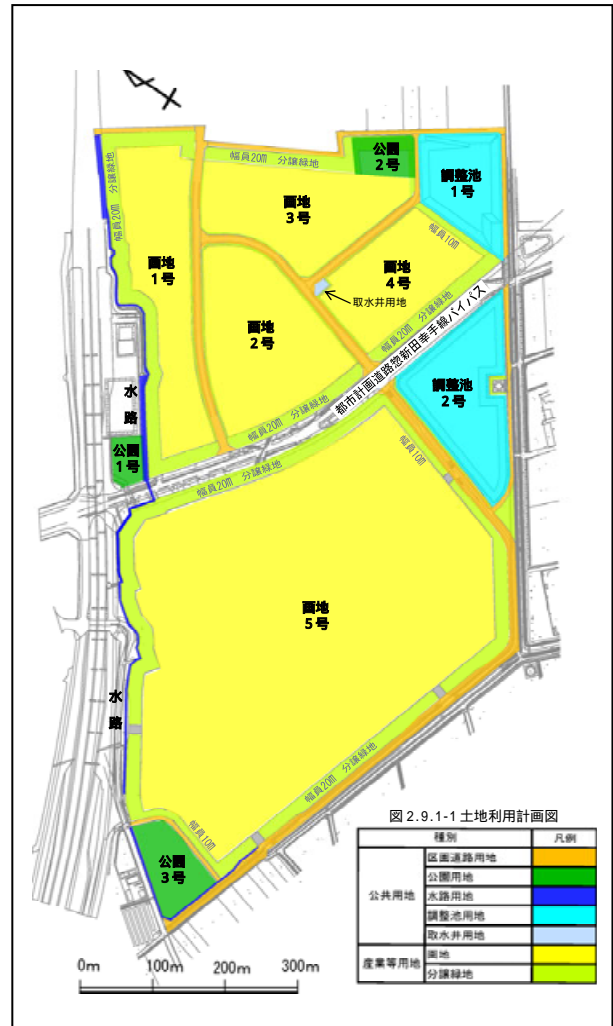 公園
2号
幅員20m 分譲緑地
調整池
1号
幅員20m 分譲緑地
画地
3号
幅員10m
画地
1号
画地
4号
取水井用地
幅員20m 分譲緑地
都市計画道路惣新田幸手線バイパス
画地
2号
調整池
2号
水
路
幅員20m 分譲緑地
公園
1号
幅員20m 分譲緑地
幅員10m
画地
5号
水
路
幅員20m 分譲緑地
幅員10m
公園
3号
図 2.9.1-1 土地利用計画図
種別 凡例
公共用地
区画道路用地
公園用地
水路用地
調整池用地
取水井用地
産業等用地
画地
分譲緑地
0m 100m 200m 300m